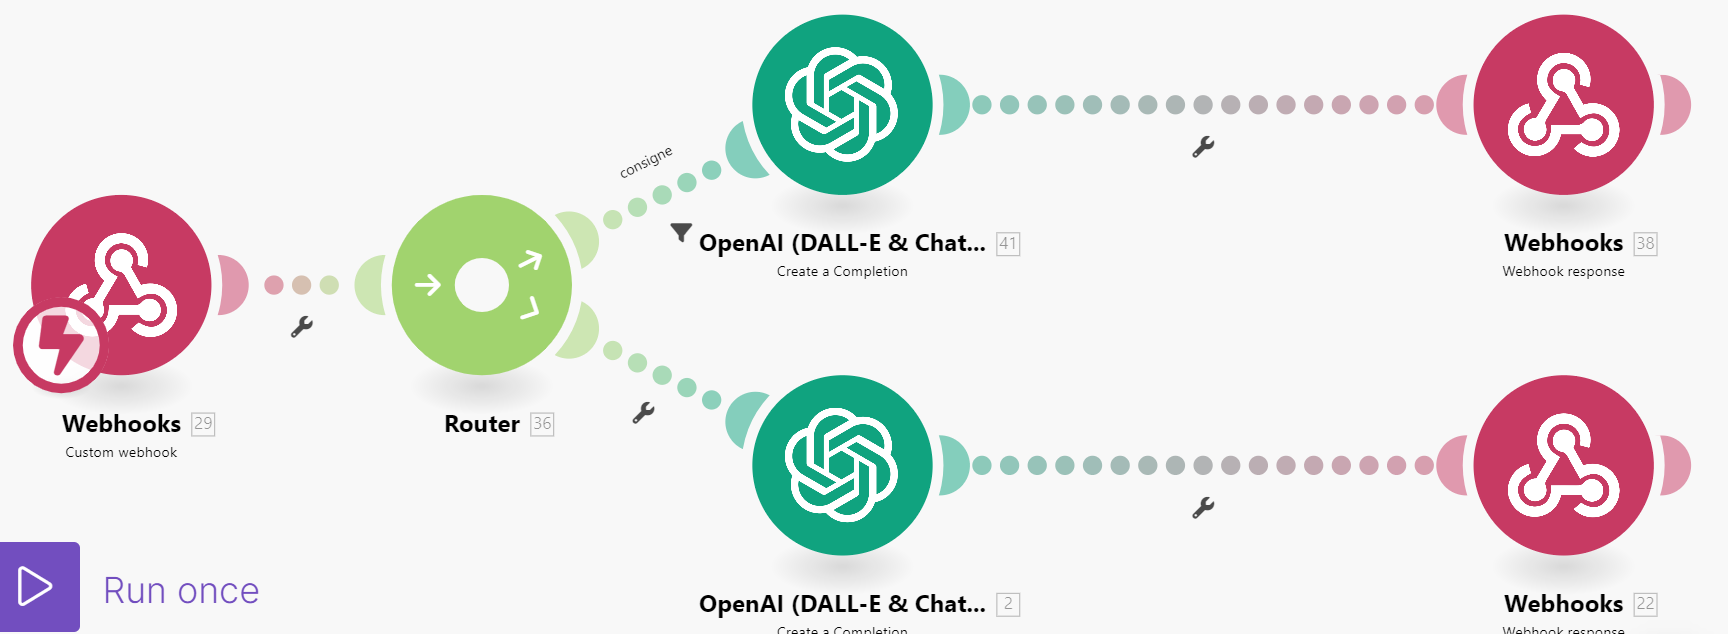 consigne
OpenAI (DALL-E & Chat... 41
Create a Completion
Webhooks 38
Webhook response
Webhooks 29
Custom webhook
Router 36
Run once
OpenAI (DALL-E & Chat... 2
Create a Completion
Webhooks 22
Webhook response